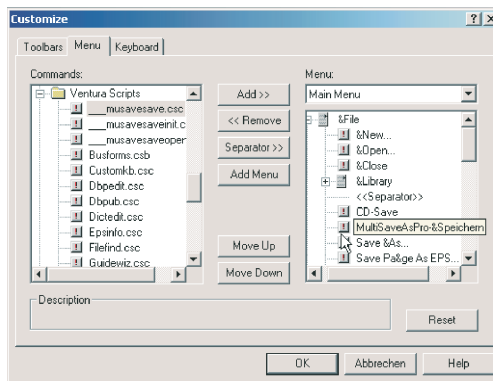 Customize
Toolbars Menu Keyboard
Commands:
Ventura Scripts
___musavesave.csc
___musavesaveinit.c
___musavesaveoper
Busforms.csb
Customkb.csc
Dbpedit.csc
Dbpub.csc
Dictedit.csc
Epsinfo.csc
Filefind.csc
Guidewiz.csc
Add >>
<< Remove
Separator >>
Add Menu
Move Up
Move Down
Menu:
Main Menu
&File
&New...
&Open...
&Close
&Library
<<Separator>>
CD-Save
MultiSaveAsPro-&Speichern
Save &As...
Save Pa&ge As EPS...
Description
Reset
OK Abbrechen Help